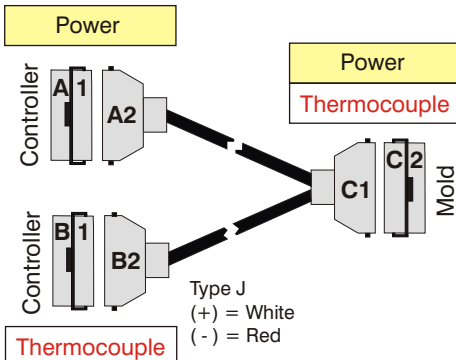 Power
Controller
A 1
A2
Power
Thermocouple
C1
C 2
Mold
Controller
B 1
B2
Type J
(+) = White
(-) = Red
Thermocouple